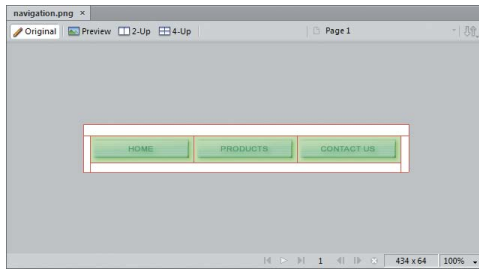 navigation.png ×
Original Preview 2-Up 4-Up Page 1
HOME PRODUCTS CONTACT US
1 434 x 64 100%